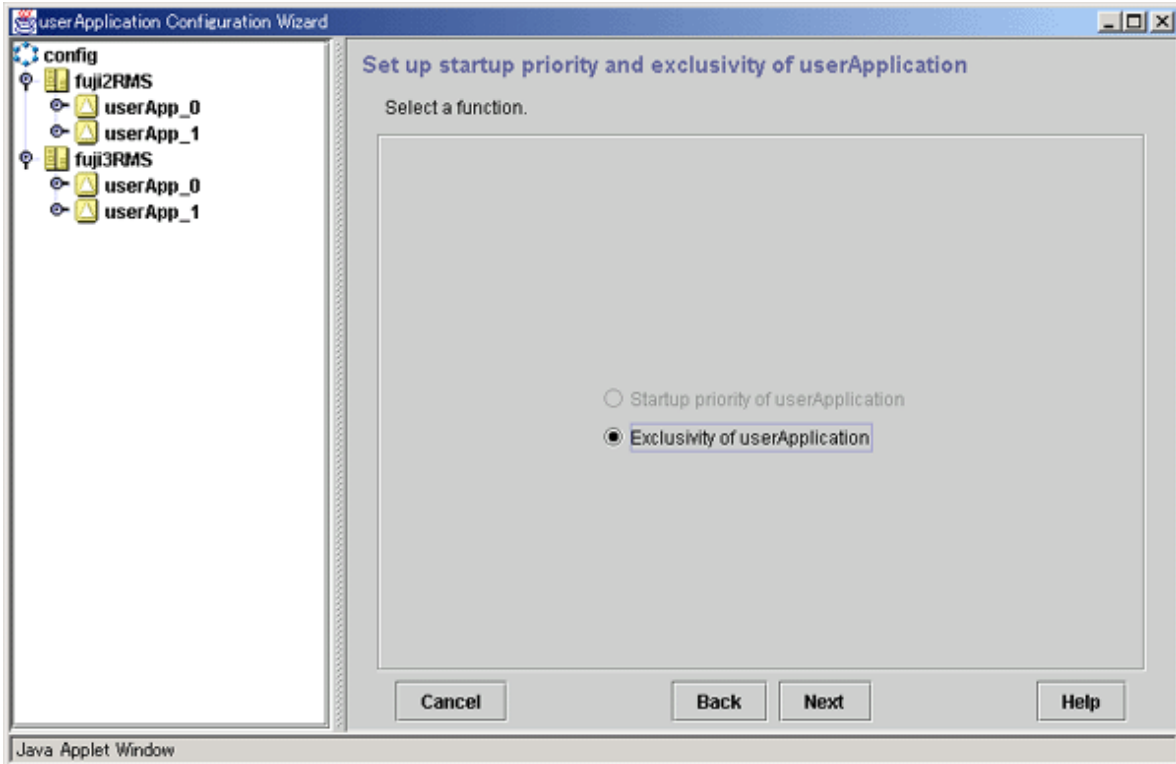 userApplication Configuration Wizard
config
fuji2RMS
userApp_0
userApp_1
fuji3RMS
userApp_0
userApp_1
Set up startup priority and exclusivity of userApplication
Select a function.
Startup priority of userApplication
Exclusivity of userApplication
Cancel
Back
Next
Help
Java Applet Window